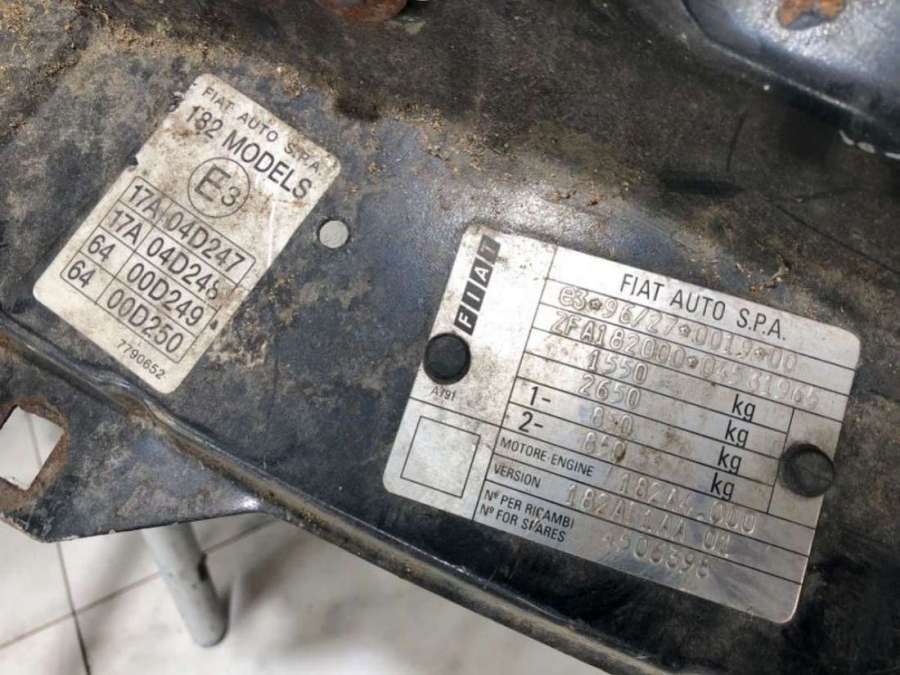 FIAT AUTO S.P.A.
182 MODELS
E3
17A 04D247
17A 04D248
64 00D249
64 00D250
7790652
FIAT
A191
FIAT AUTO S.P.A.
e3*96/27*0019*00
1550 kg
2650 kg
1- kg
2- kg
MOTORE-ENGINE
VERSION
Nº PER RICAMBI
Nº FOR SPARES